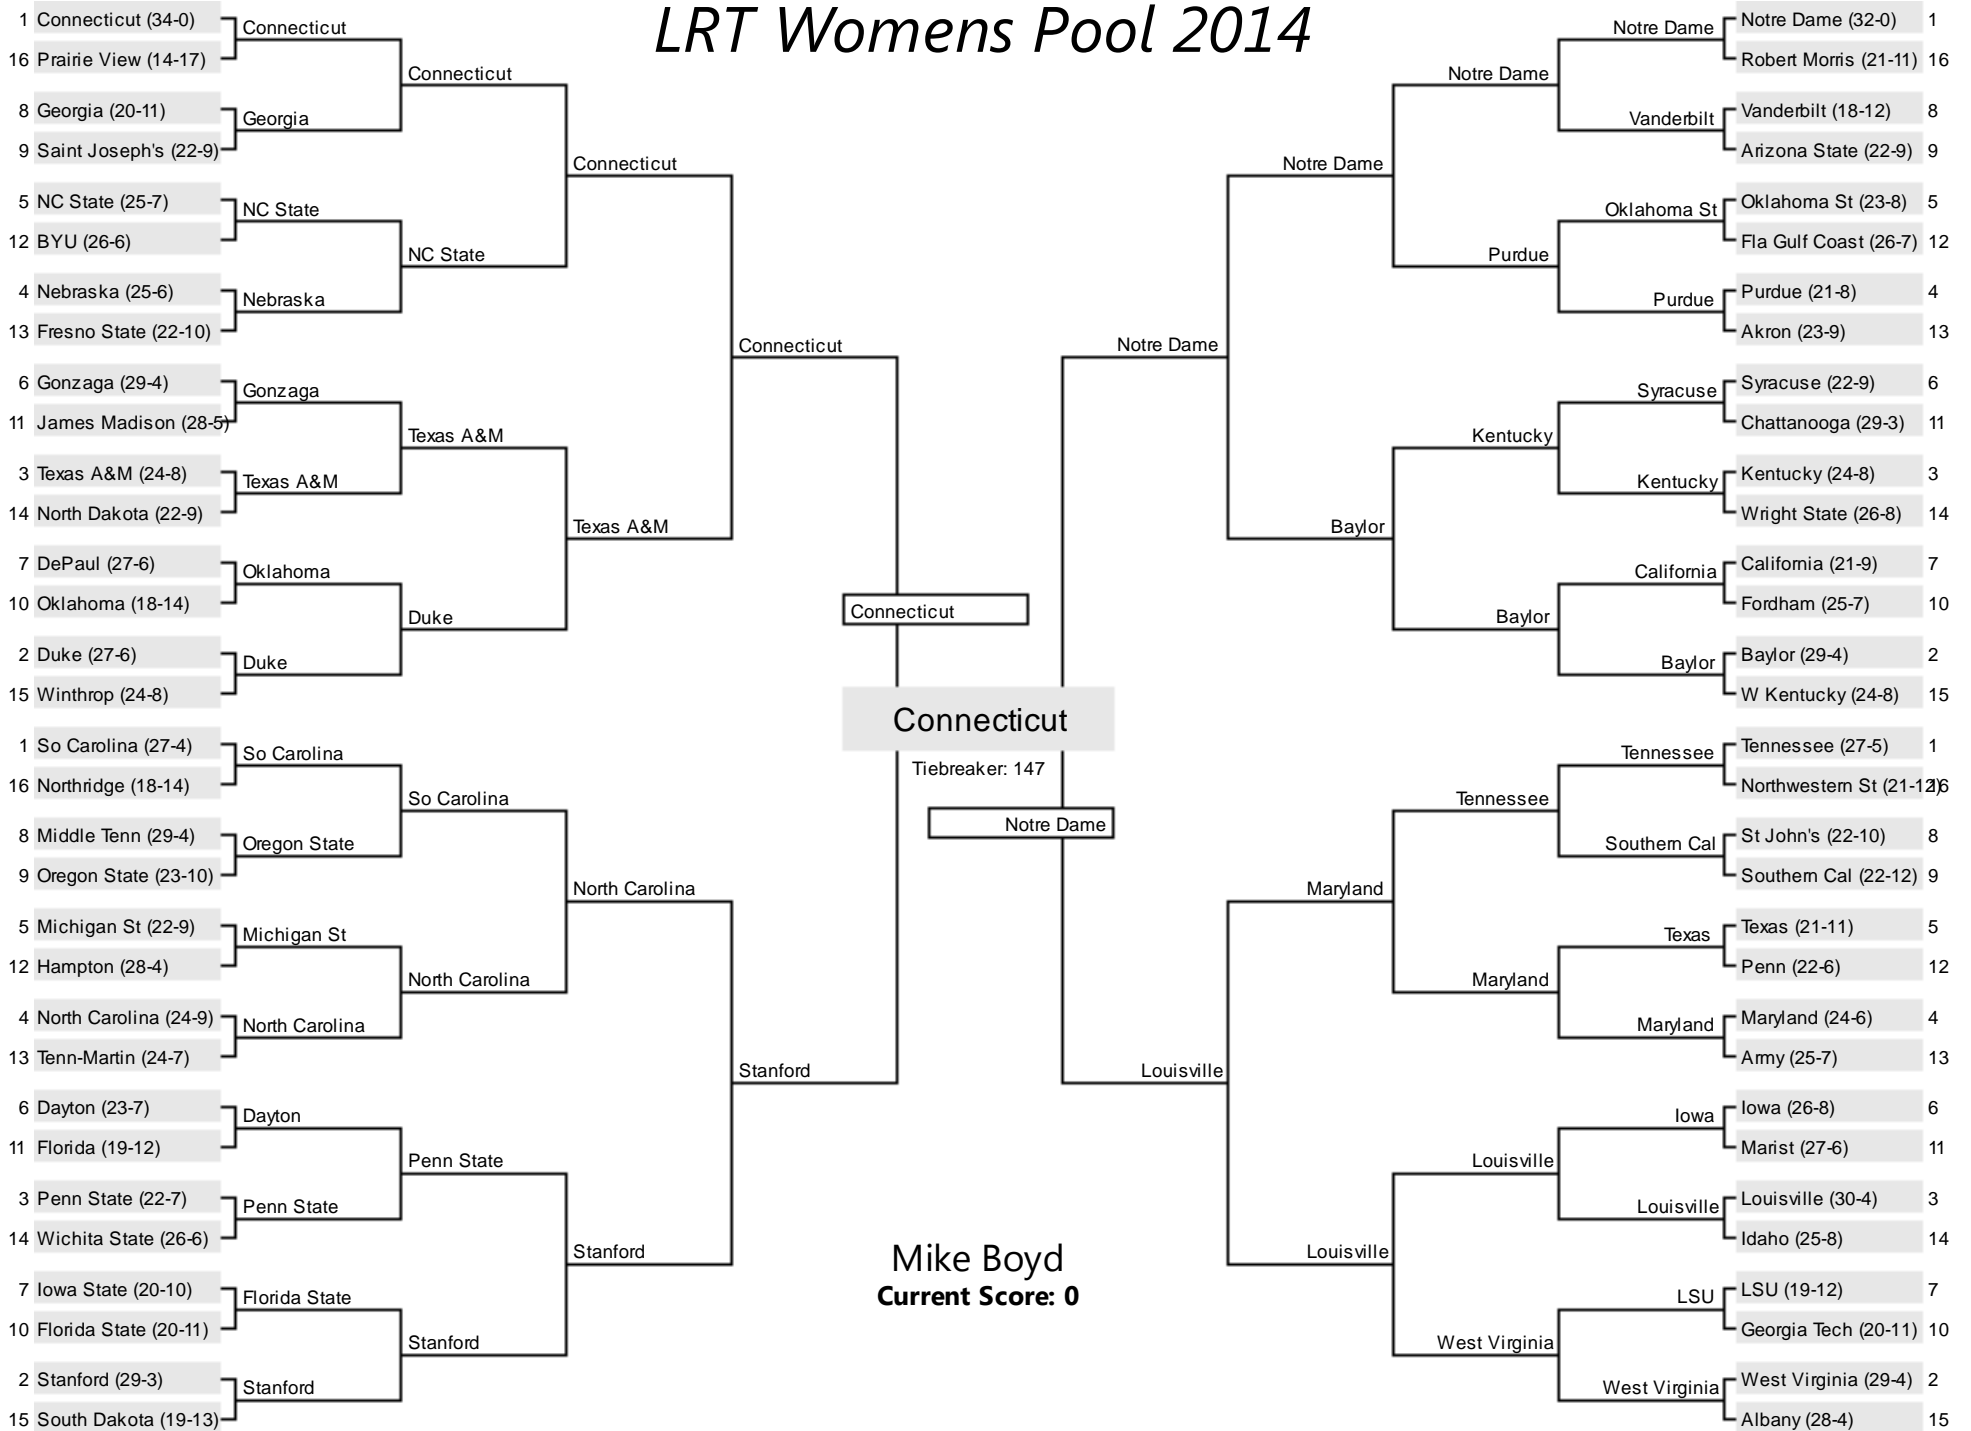 LRT Womens Pool 2014
1 Connecticut (34-0)
16 Prairie View (14-17)
8 Georgia (20-11)
9 Saint Joseph's (22-9)
5 NC State (25-7)
12 BYU (26-6)
4 Nebraska (25-6)
13 Fresno State (22-10)
6 Gonzaga (29-4)
11 James Madison (28-5)
3 Texas A&M (24-8)
14 North Dakota (22-9)
7 DePaul (27-6)
10 Oklahoma (18-14)
2 Duke (27-6)
15 Winthrop (24-8)
1 So Carolina (27-4)
16 Northridge (18-14)
8 Middle Tenn (29-4)
9 Oregon State (23-10)
5 Michigan St (22-9)
12 Hampton (28-4)
4 North Carolina (24-9)
13 Tenn-Martin (24-7)
6 Dayton (23-7)
11 Florida (19-12)
3 Penn State (22-7)
14 Wichita State (26-6)
7 Iowa State (20-10)
10 Florida State (20-11)
2 Stanford (29-3)
15 South Dakota (19-13)
Connecticut
Georgia
NC State
Nebraska
Gonzaga
Texas A&M
Oklahoma
Duke
So Carolina
Oregon State
Michigan St
North Carolina
Dayton
Penn State
Florida State
Stanford
Connecticut
NC State
Texas A&M
Duke
So Carolina
North Carolina
Penn State
Stanford
Connecticut
Texas A&M
North Carolina
Stanford
Connecticut
Stanford
Connecticut
Connecticut
Tiebreaker: 147
Notre Dame
Mike Boyd
Current Score: 0
Notre Dame
Louisville
Notre Dame
Baylor
Maryland
Louisville
Notre Dame
Purdue
Kentucky
Baylor
Tennessee
Maryland
Louisville
West Virginia
Notre Dame
Vanderbilt
Oklahoma St
Purdue
Syracuse
Kentucky
California
Baylor
Tennessee
Southern Cal
Texas
Maryland
Iowa
Louisville
LSU
West Virginia
Notre Dame (32-0) 1
Robert Morris (21-11) 16
Vanderbilt (18-12) 8
Arizona State (22-9) 9
Oklahoma St (23-8) 5
Fla Gulf Coast (26-7) 12
Purdue (21-8) 4
Akron (23-9) 13
Syracuse (22-9) 6
Chattanooga (29-3) 11
Kentucky (24-8) 3
Wright State (26-8) 14
California (21-9) 7
Fordham (25-7) 10
Baylor (29-4) 2
W Kentucky (24-8) 15
Tennessee (27-5) 1
Northwestern St (21-12) 16
St John's (22-10) 8
Southern Cal (22-12) 9
Texas (21-11) 5
Penn (22-6) 12
Maryland (24-6) 4
Army (25-7) 13
Iowa (26-8) 6
Marist (27-6) 11
Louisville (30-4) 3
Idaho (25-8) 14
LSU (19-12) 7
Georgia Tech (20-11) 10
West Virginia (29-4) 2
Albany (28-4) 15